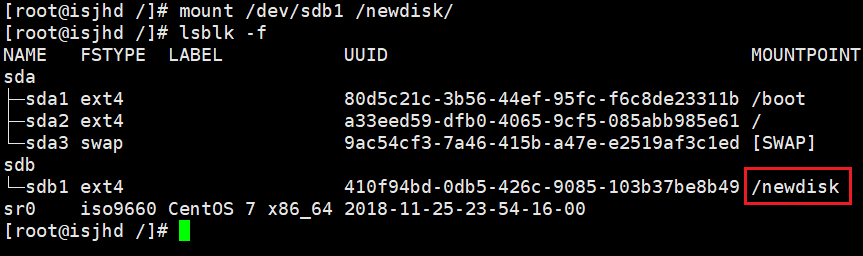 [root@isjhd /]# mount /dev/sdb1 /newdisk/
[root@isjhd /]# lsblk -f
NAME   FSTYPE  LABEL           UUID                                 MOUNTPOINT
sda
├─sda1 ext4                    80d5c21c-3b56-44ef-95fc-f6c8de23311b /boot
├─sda2 ext4                    a33eed59-dfb0-4065-9cf5-085abb985e61 /
└─sda3 swap                    9ac54cf3-7a46-415b-a47e-e2519af3c1ed [SWAP]
sdb
└─sdb1 ext4                    410f94bd-0db5-426c-9085-103b37be8b49 /newdisk
sr0    iso9660 CentOS 7 x86_64 2018-11-25-23-54-16-00
[root@isjhd /]#